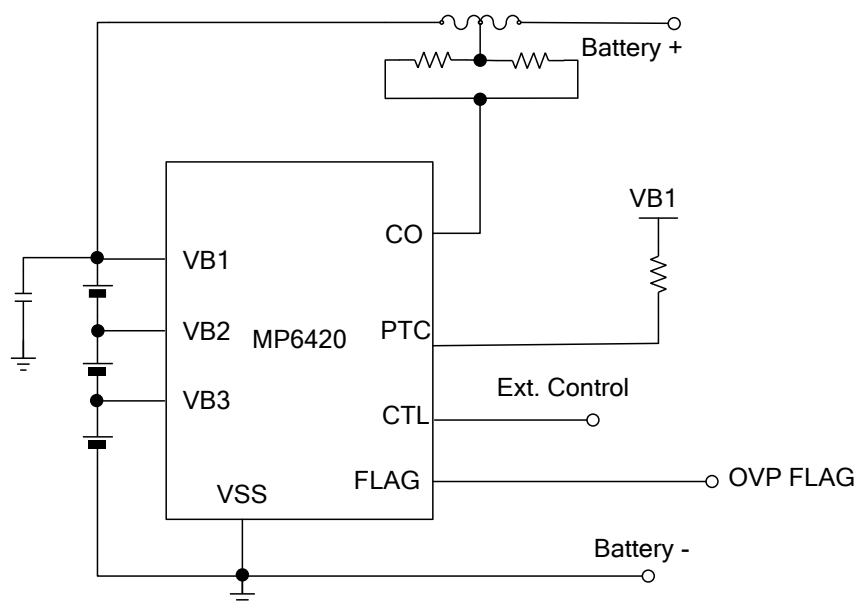 Battery +
VB1
CO
VB1
VB2
MP6420
PTC
Ext. Control
VB3
CTL
FLAG
OVP FLAG
VSS
Battery -